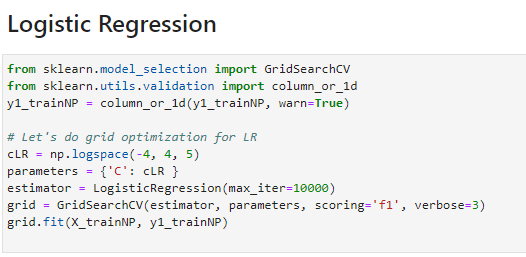 Logistic Regression
from sklearn.model_selection import GridSearchCV
from sklearn.utils.validation import column_or_1d
y1_trainNP = column_or_1d(y1_trainNP, warn=True)
# Let's do grid optimization for LR
cLR = np.logspace(-4, 4, 5)
parameters = {'C': cLR }
estimator = LogisticRegression(max_iter=10000)
grid = GridSearchCV(estimator, parameters, scoring='f1', verbose=3)
grid.fit(X_trainNP, y1_trainNP)